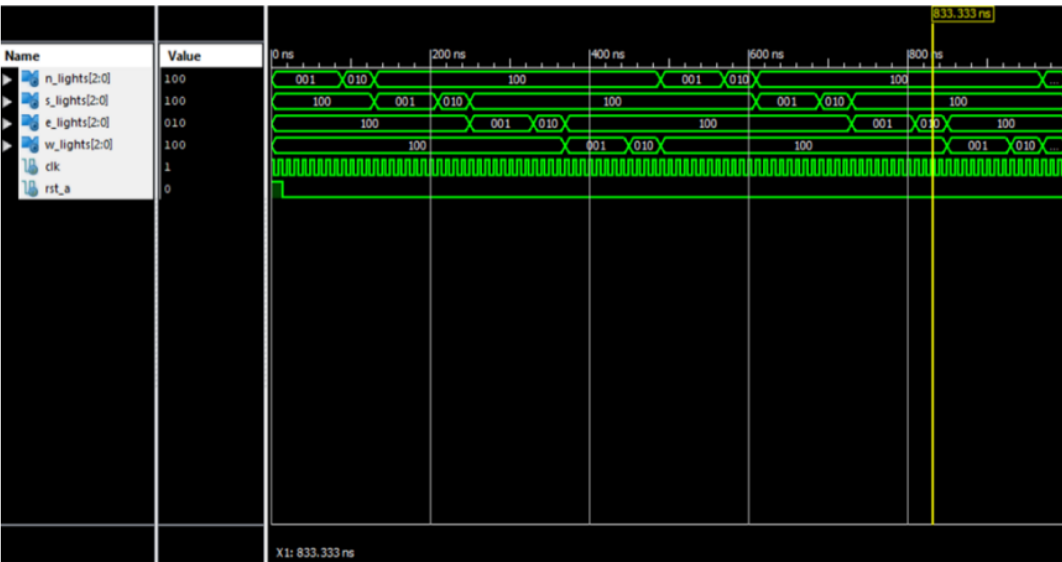 833.333 ns
Name Value
0 ns 200 ns 400 ns 600 ns 800 ns
n_lights[2:0] 100 001 010 100 001 010 100 ...
s_lights[2:0] 100 100 001 010 100 001 010 100
e_lights[2:0] 010 100 001 010 100 001 010 100
w_lights[2:0] 100 100 001 010 100 001 010 ...
clk 1
rst_a 0
X1: 833.333 ns